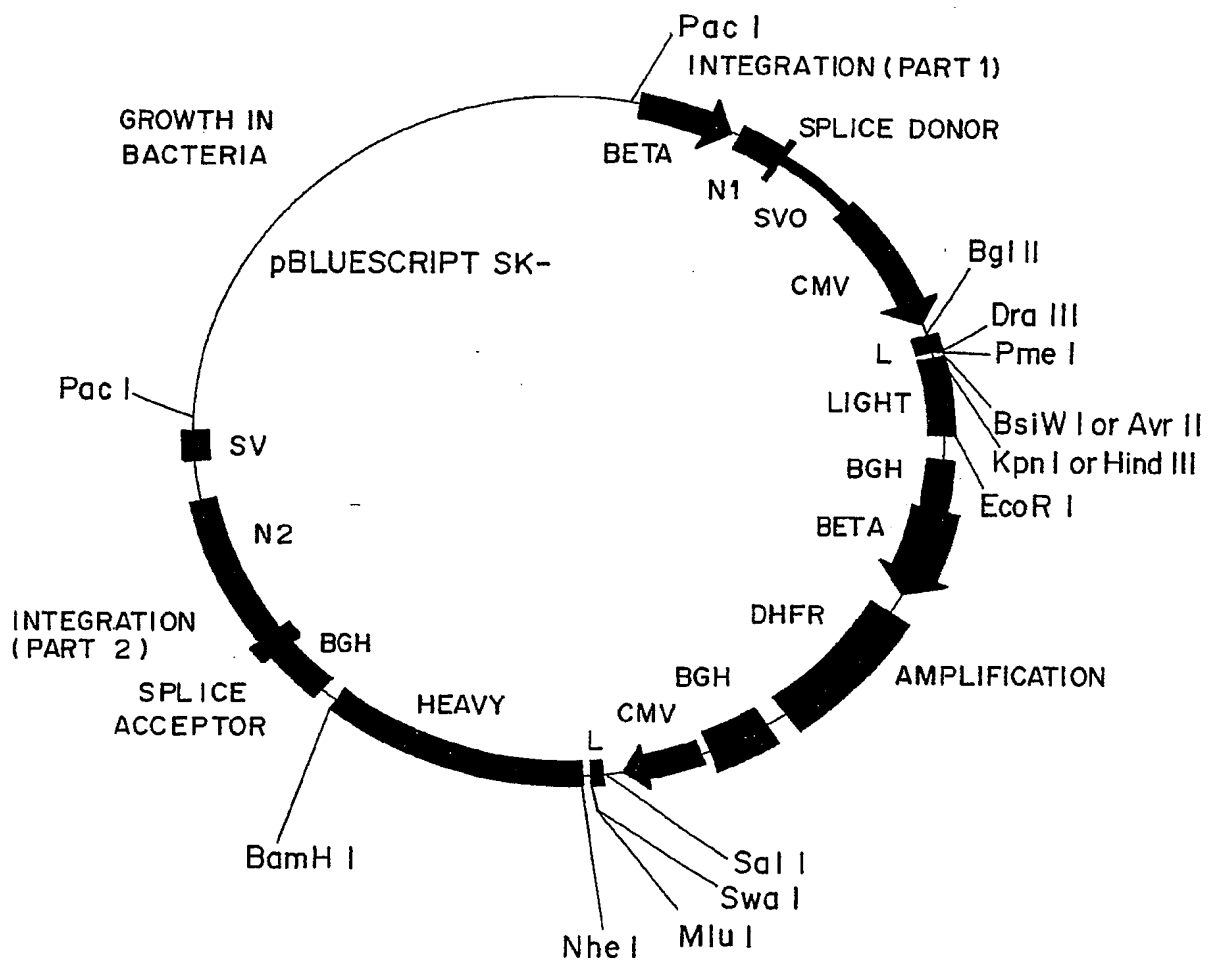 Pac I
INTEGRATION (PART 1)
GROWTH IN
BACTERIA
SPLICE DONOR
BETA
N1
SVO
pBLUESCRIPT SK-
CMV
Bgl II
Dra III
L
Pme I
Pac I
LIGHT
BsiW I or Avr II
SV
BGH
Kpn I or Hind III
EcoR I
BETA
N2
DHFR
INTEGRATION
(PART 2)
BGH
AMPLIFICATION
BGH
SPLICE
ACCEPTOR
HEAVY
CMV
L
BamH I
Sal I
Swa I
Mlu I
Nhe I